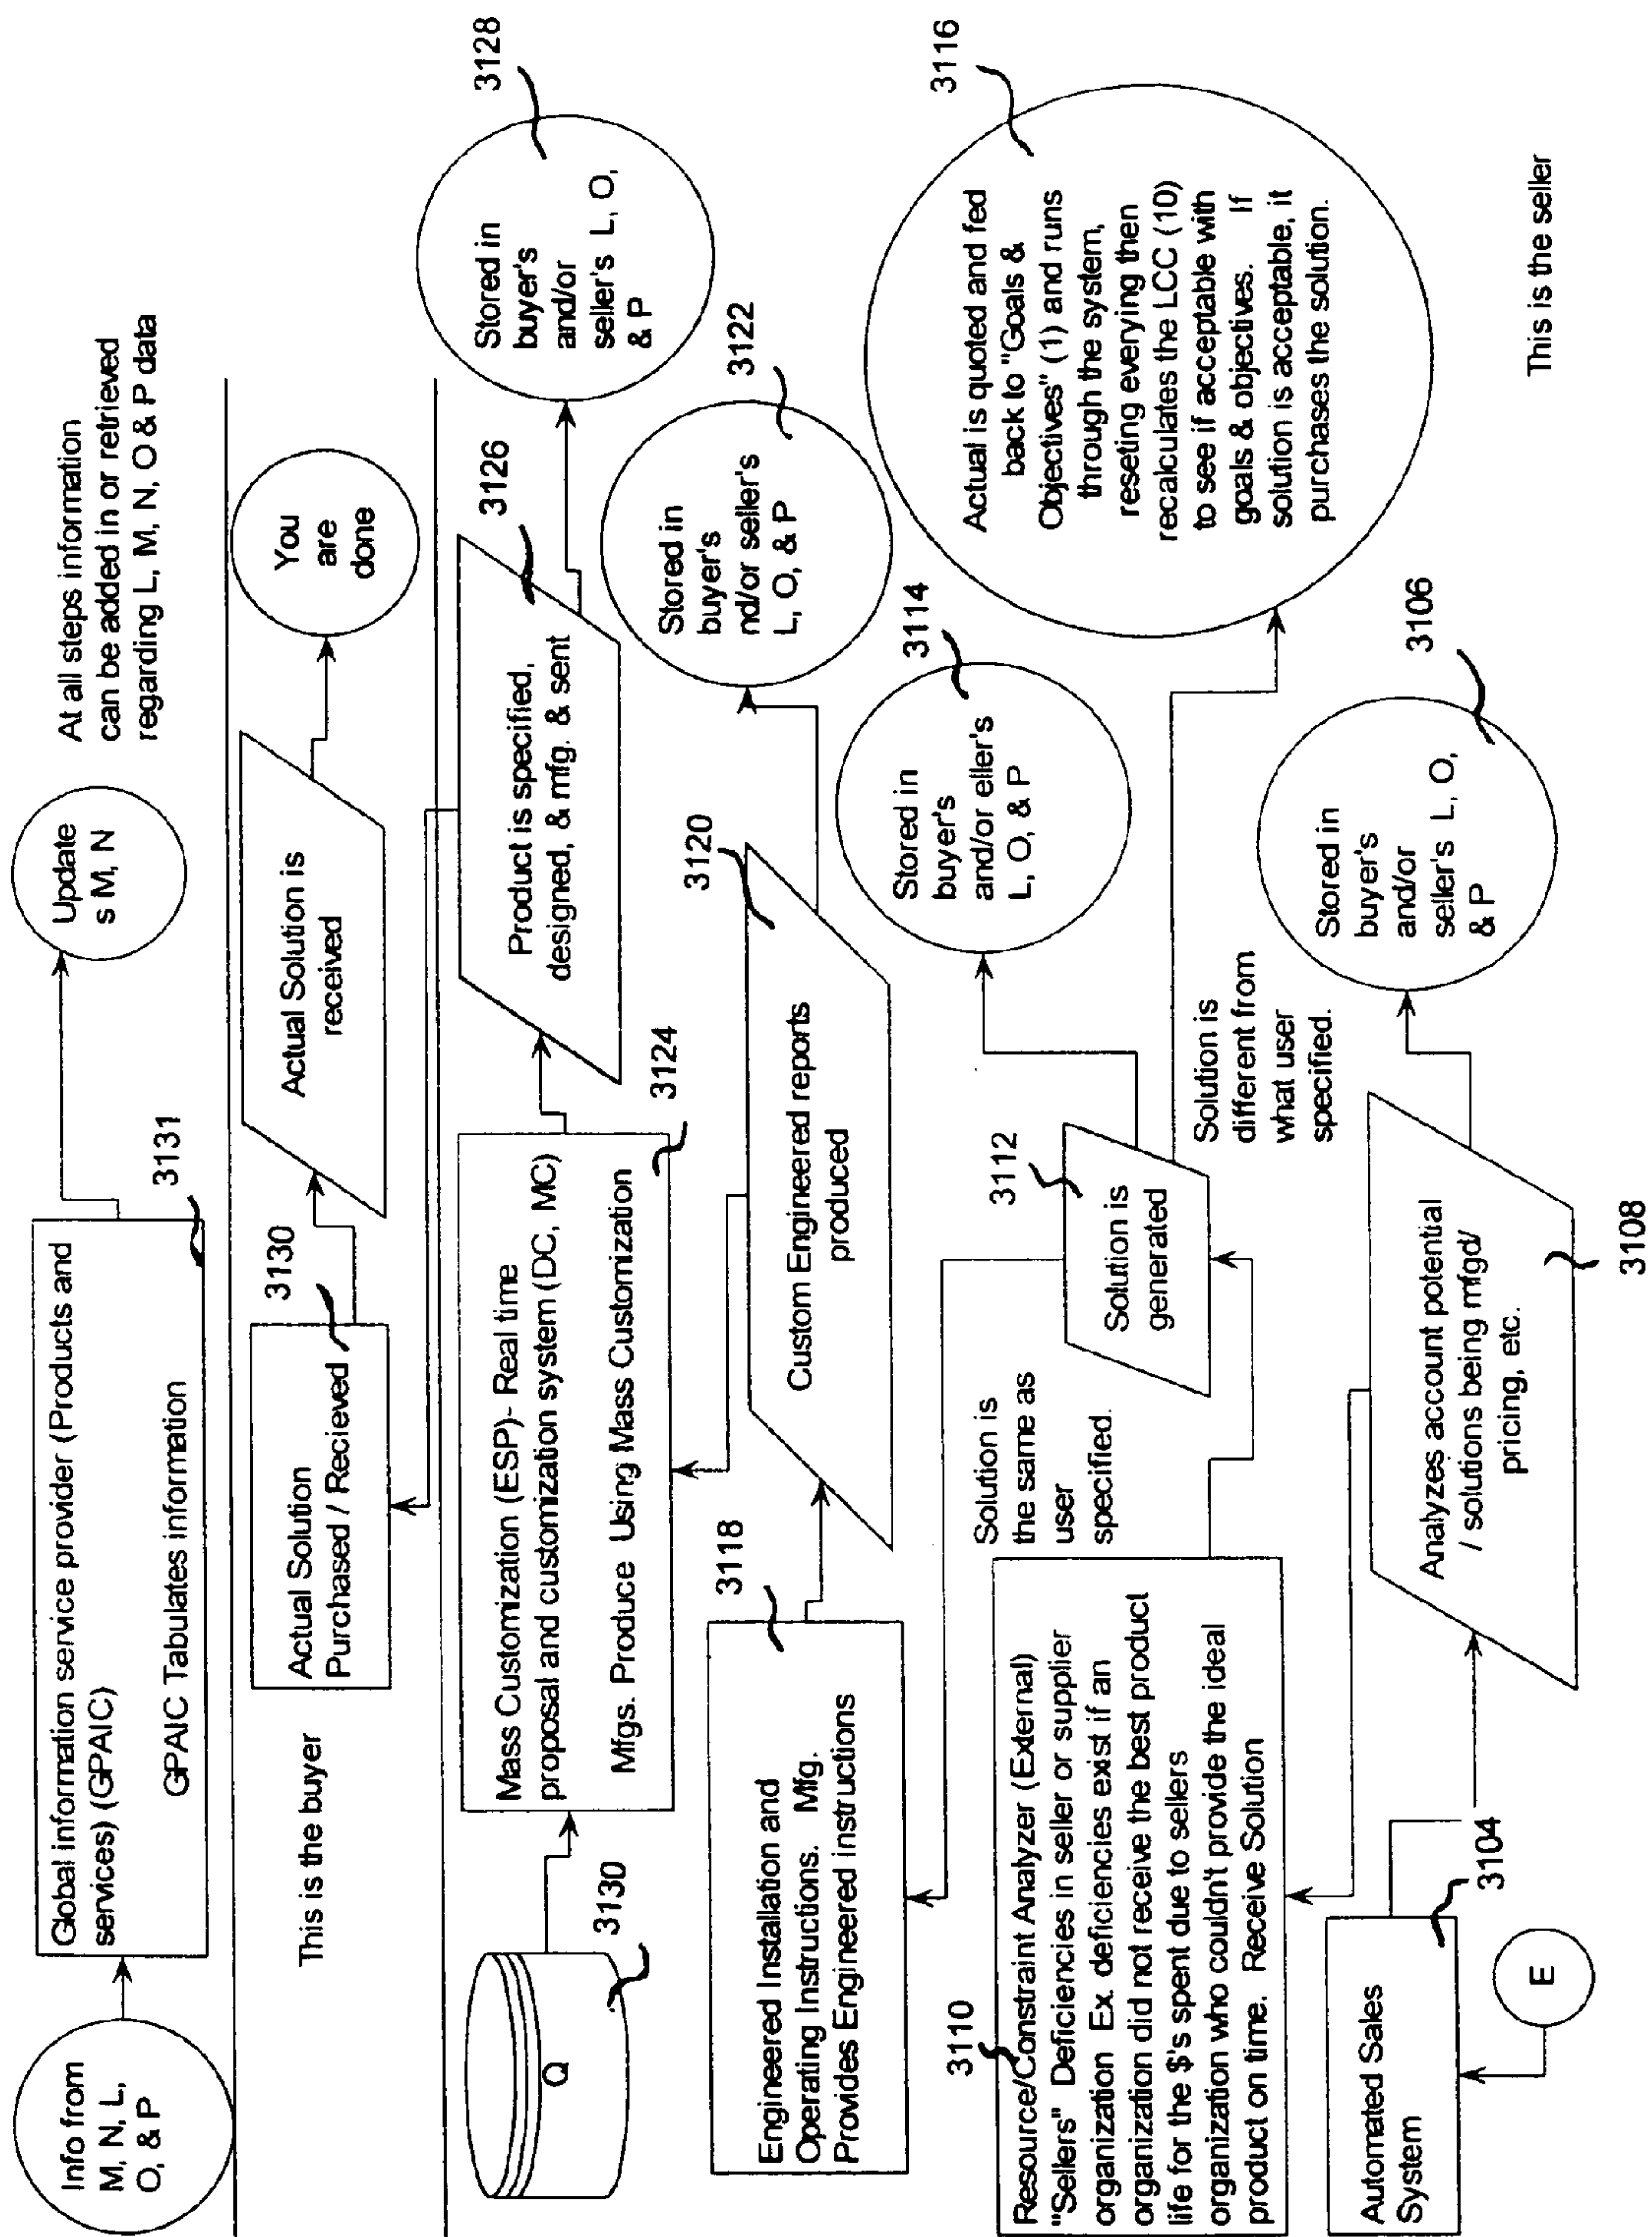 Info from
M, N, L,
O, & P
Global information service provider (Products and
services) (GPAIC)
GPAIC Tabulates information
3131
Update
s M, N
At all steps information
can be added in or retrieved
regarding L, M, N, O & P data
This is the buyer
Actual Solution
Purchased / Recieved
3130
Actual Solution is
received
You
are
done
Q
3130
Mass Customization (ESP)- Real time
proposal and customization system (DC, MC)
Mfgs. Produce Using Mass Customization
3124
Product is specified,
designed, & mfg. & sent
3126
Stored in
buyer's
and/or
seller's L, O,
& P
3128
Engineered Installation and
Operating Instructions. Mfg.
Provides Engineered instructions
3118
Custom Engineered reports
produced
3120
Stored in
buyer's
nd/or seller's
L, O, & P
3122
3110
Resource/Constraint Analyzer (External)
"Sellers" Deficiencies in seller or supplier
organization Ex. deficiencies exist if an
organization did not receive the best product
life for the $'s spent due to sellers
organization who couldn't provide the ideal
product on time. Receive Solution
Solution is
the same as
user
specified.
Solution is
generated
3112
Stored in
buyer's
and/or eller's
L, O, & P
3114
Solution is
different from
what user
specified.
Actual is quoted and fed
back to "Goals &
Objectives" (1) and runs
through the system,
reseting everying then
recalculates the LCC (10)
to see if acceptable with
goals & objectives. If
solution is acceptable, it
purchases the solution.
3116
Automated Sales
System
3104
E
Analyzes account potential
/ solutions being mfgd/
pricing, etc.
3108
Stored in
buyer's
and/or
seller's L, O,
& P
3106
This is the seller